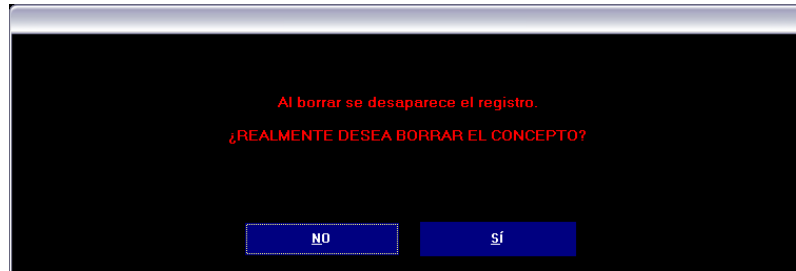 Al borrar se desaparece el registro.
¿REALMENTE DESEA BORRAR EL CONCEPTO?
NO SÍ